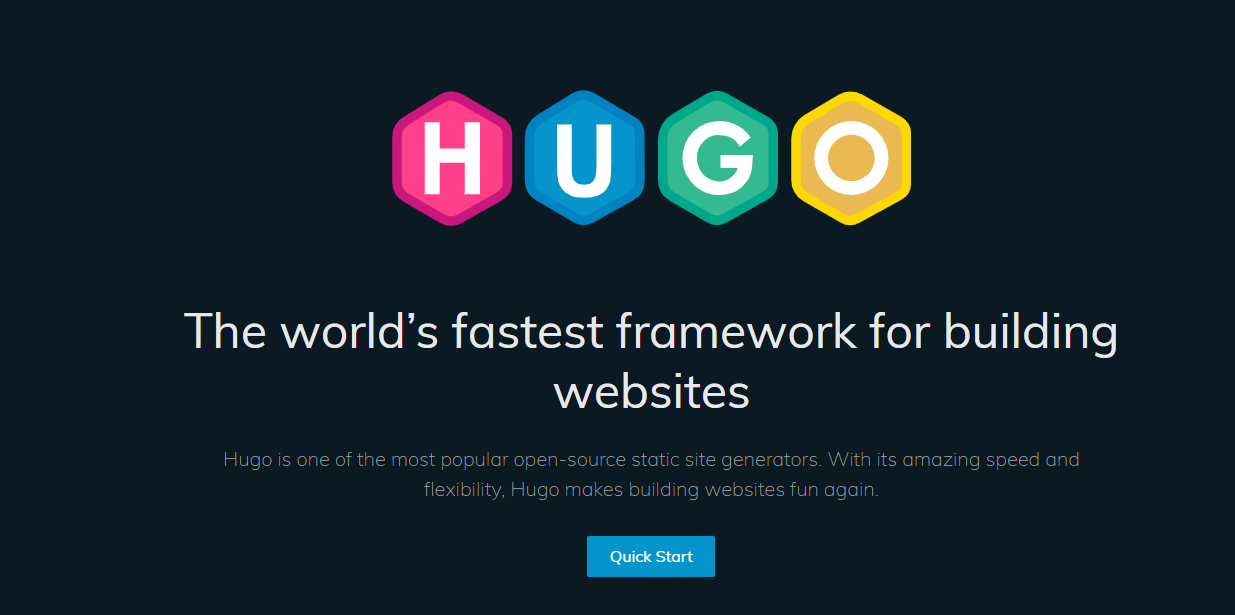 HUGO
The world’s fastest framework for building
websites
Hugo is one of the most popular open-source static site generators. With its amazing speed and
flexibility, Hugo makes building websites fun again.
Quick Start